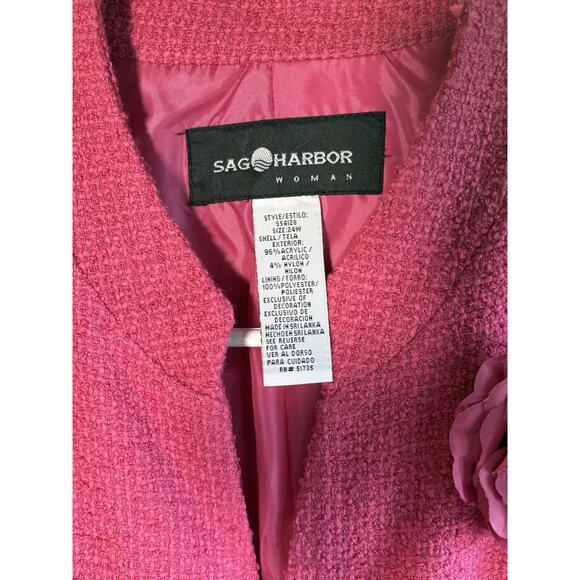 SAG HARBOR
WOMAN
STYLE/ESTILO:
SS4128
SIZE:24W
SHELL/TELA
EXTERIOR:
96%ACRYLIC/
ACRILICO
4%NYLON/
NILON
LINING/FORRO:
100%POLYESTER/
POLIESTER
EXCLUSIVE OF
DECORATION
EXCLUSIVO DE
DECORACION
MADE IN SRI LANKA
HECHO EN SRI LANKA
SEE REVERSE
FOR CARE
VER AL DORSO
PARA CUIDADO
RN# 51735